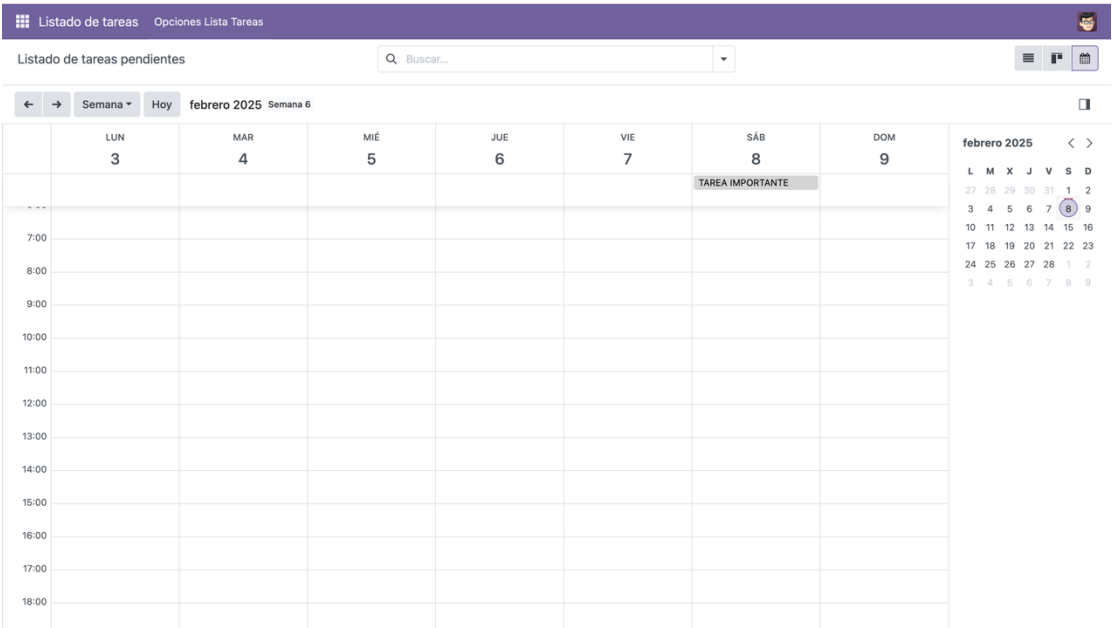 Listado de tareas Opciones Lista Tareas
Listado de tareas pendientes
Buscar...
Semana Hoy febrero 2025 Semana 6
LUN MAR MIÉ JUE VIE SÁB DOM
3 4 5 6 7 8 9
TAREA IMPORTANTE
7:00
8:00
9:00
10:00
11:00
12:00
13:00
14:00
15:00
16:00
17:00
18:00
febrero 2025
L M X J V S D
27 28 29 30 31 1 2
3 4 5 6 7 8 9
10 11 12 13 14 15 16
17 18 19 20 21 22 23
24 25 26 27 28 1 2
3 4 5 6 7 8 9